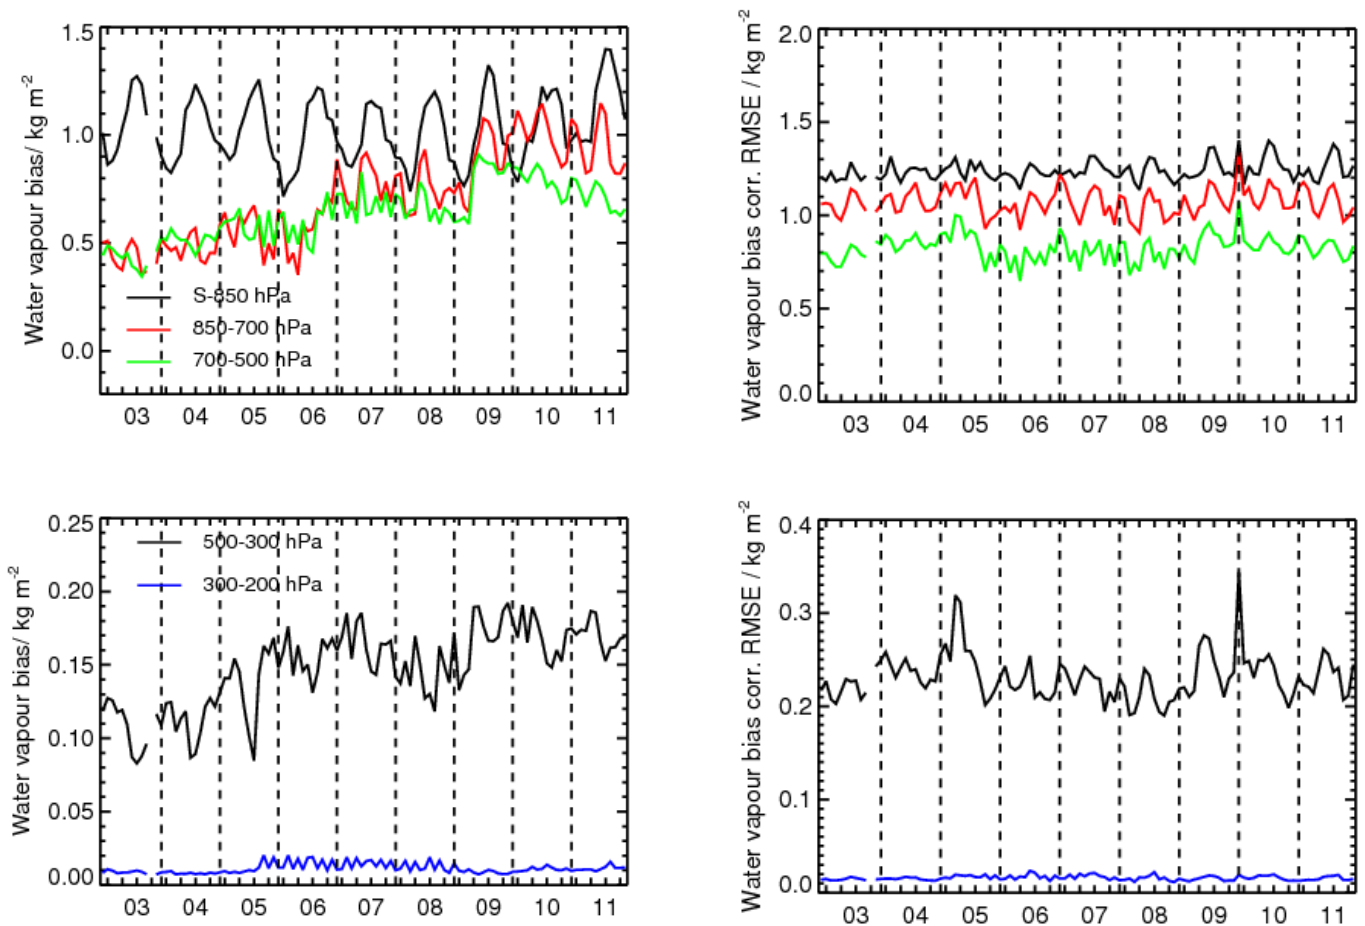 Water vapour bias/ kg m-2
1.5
1.0
0.5
0.0
S-850 hPa
850-700 hPa
700-500 hPa
03 04 05 06 07 08 09 10 11
Water vapour bias corr. RMSE / kg m-2
2.0
1.5
1.0
0.5
0.0
03 04 05 06 07 08 09 10 11
Water vapour bias/ kg m-2
0.25
0.20
0.15
0.10
0.05
0.00
500-300 hPa
300-200 hPa
03 04 05 06 07 08 09 10 11
Water vapour bias corr. RMSE / kg m-2
0.4
0.3
0.2
0.1
0.0
03 04 05 06 07 08 09 10 11